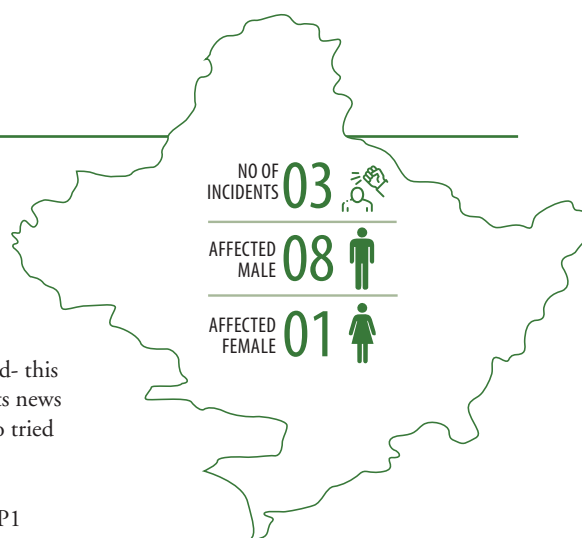 NO OF
INCIDENTS 03
AFFECTED
MALE 08
AFFECTED
FEMALE 01
d- this
ts news
o tried
P1